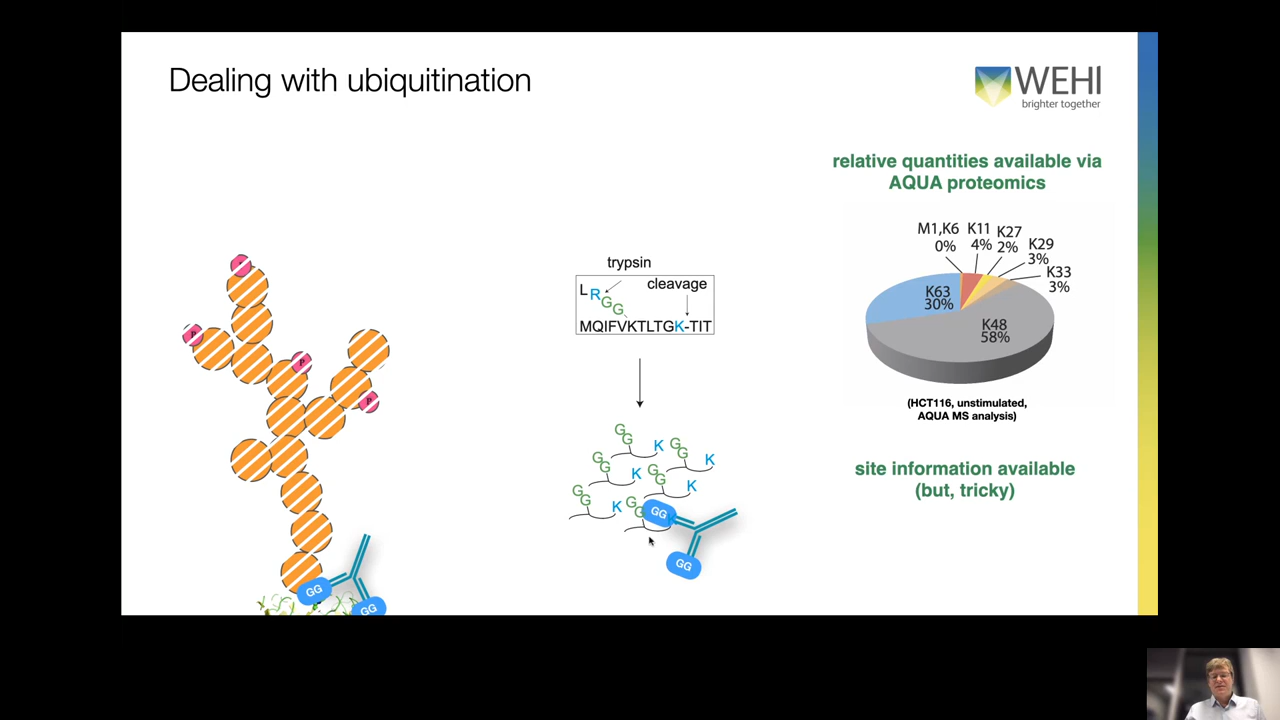 Dealing with ubiquitination
WEHI
brighter together
relative quantities available via
AQUA proteomics
M1,K6
0%
K11
4%
K27
2%
K29
3%
K33
3%
K63
30%
K48
58%
(HCT116, unstimulated,
AQUA MS analysis)
site information available
(but, tricky)
trypsin
cleavage
L R G G
MQIFVKTLTGK-TIT
G G K
G G K
G G K
G G K
G G K
G G
GG
GG
P
P
P
P
GG
GG